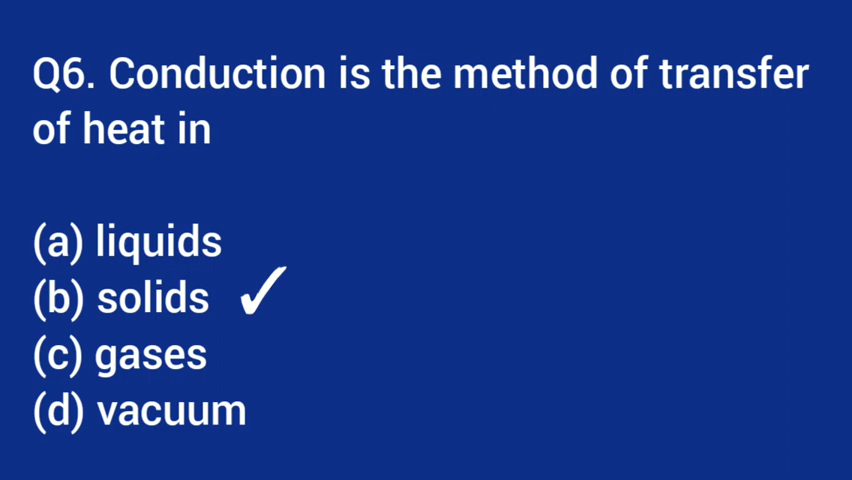 Q6. Conduction is the method of transfer
of heat in
(a) liquids
(b) solids ✓
(c) gases
(d) vacuum